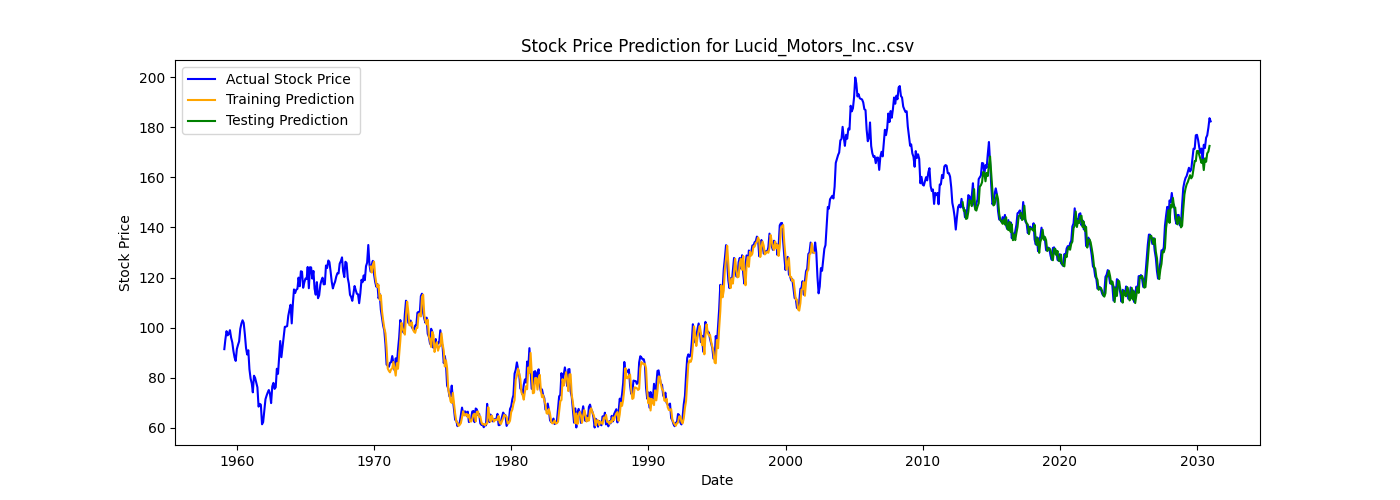 Stock Price Prediction for Lucid_Motors_Inc..csv
Actual Stock Price
Training Prediction
Testing Prediction
200
180
160
140
120
100
80
60
Stock Price
1960 1970 1980 1990 2000 2010 2020 2030
Date